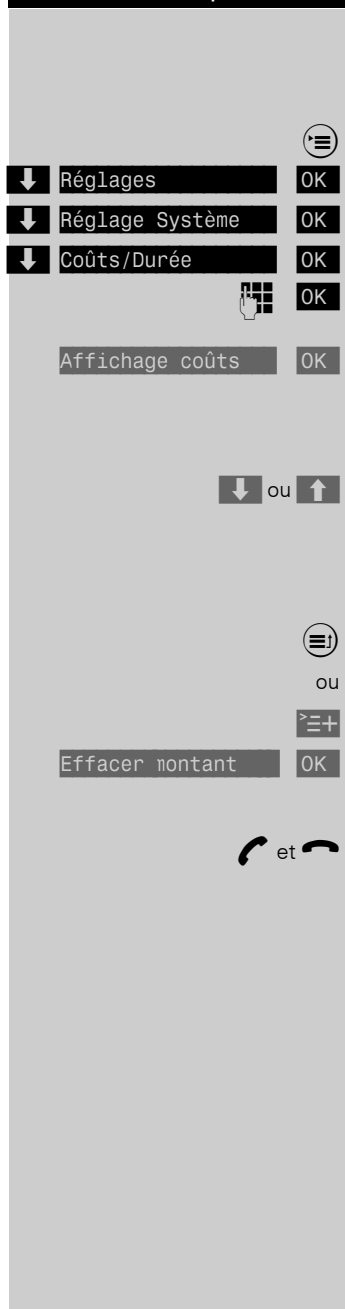 Réglages OK
Réglage Système OK
Coûts/Durée OK
OK
Affichage coûts OK
ou
ou
Effacer montant OK
et